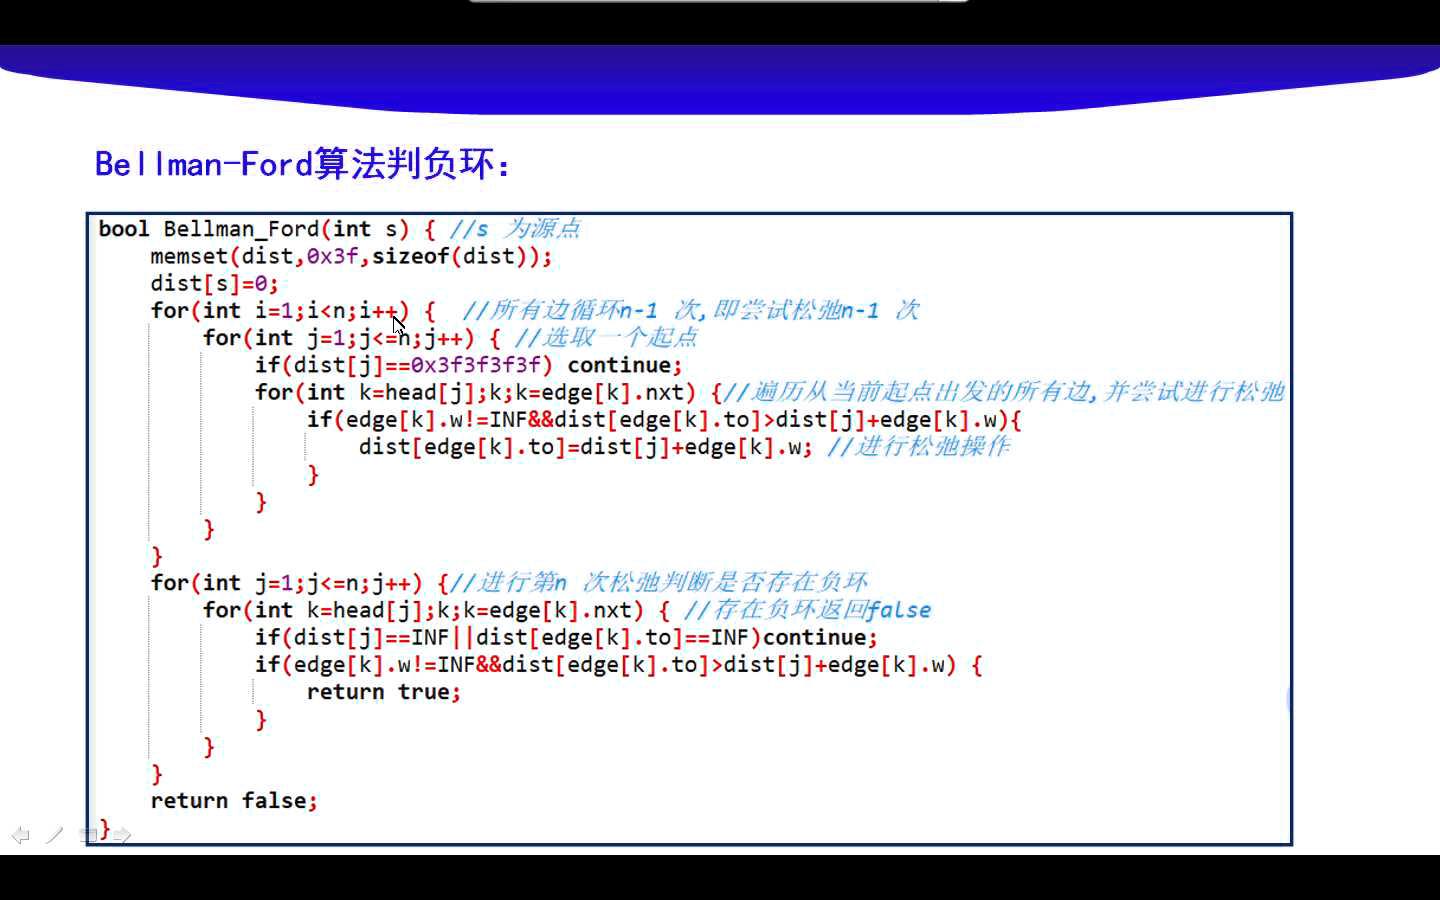 Bellman-Ford算法判负环：
bool Bellman_Ford(int s) { //s 为源点
memset(dist,0x3f,sizeof(dist));
dist[s]=0;
for(int i=1;i<n;i++) { //所有边循环n-1 次,即尝试松弛n-1 次
for(int j=1;j<=n;j++) { //选取一个起点
if(dist[j]==0x3f3f3f3f) continue;
for(int k=head[j];k;k=edge[k].nxt) {//遍历从当前起点出发的所有边,并尝试进行松弛
if(edge[k].w!=INF&&dist[edge[k].to]>dist[j]+edge[k].w){
dist[edge[k].to]=dist[j]+edge[k].w; //进行松弛操作
}
}
}
}
for(int j=1;j<=n;j++) {//进行第n 次松弛判断是否存在负环
for(int k=head[j];k;k=edge[k].nxt) { //存在负环返回false
if(dist[j]==INF||dist[edge[k].to]==INF)continue;
if(edge[k].w!=INF&&dist[edge[k].to]>dist[j]+edge[k].w) {
return true;
}
}
}
return false;
}